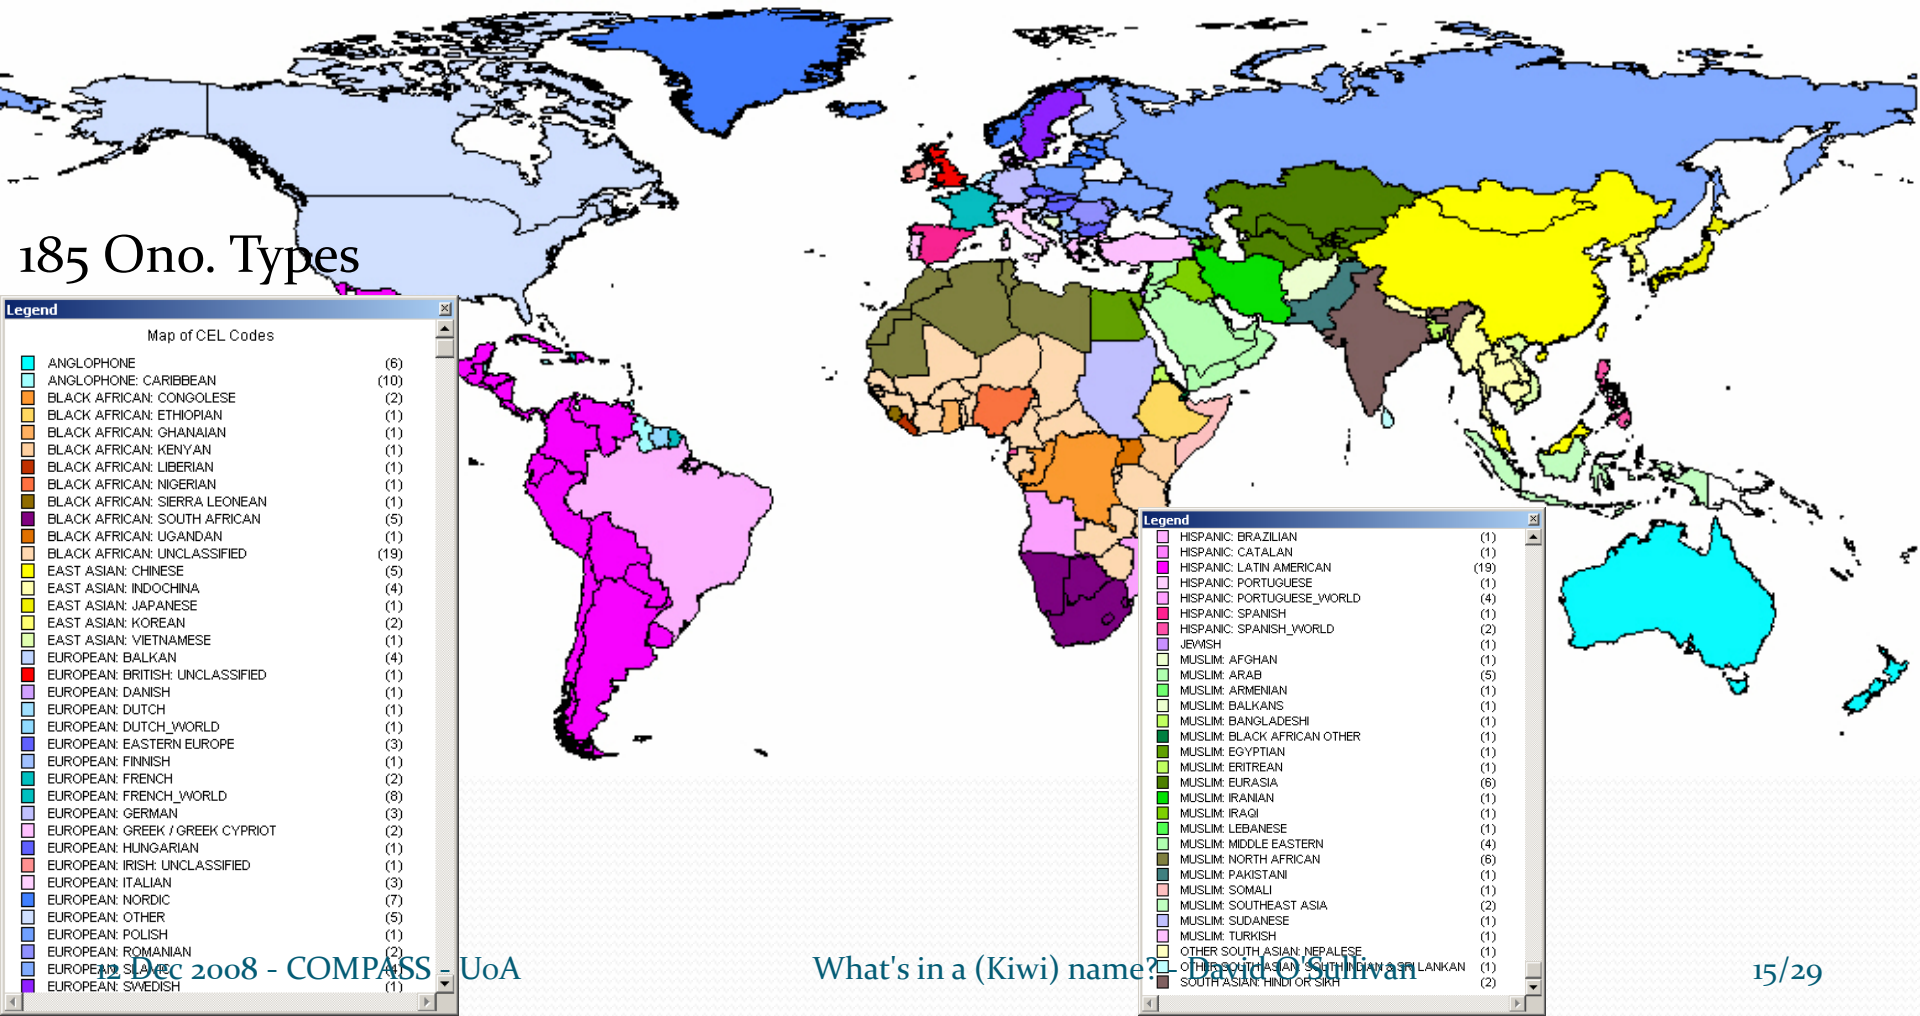 185 Ono. Types
Legend
Map of CEL Codes
ANGLOPHONE (6)
ANGLOPHONE: CARIBBEAN (10)
BLACK AFRICAN: CONGOLESE (2)
BLACK AFRICAN: ETHIOPIAN (1)
BLACK AFRICAN: GHANAIAN (1)
BLACK AFRICAN: KENYAN (1)
BLACK AFRICAN: LIBERIAN (1)
BLACK AFRICAN: NIGERIAN (1)
BLACK AFRICAN: SIERRA LEONEAN (1)
BLACK AFRICAN: SOUTH AFRICAN (5)
BLACK AFRICAN: UGANDAN (1)
BLACK AFRICAN: UNCLASSIFIED (19)
EAST ASIAN: CHINESE (5)
EAST ASIAN: INDOCHINA (4)
EAST ASIAN: JAPANESE (1)
EAST ASIAN: KOREAN (2)
EAST ASIAN: VIETNAMESE (1)
EUROPEAN: BALKAN (4)
EUROPEAN: BRITISH: UNCLASSIFIED (1)
EUROPEAN: DANISH (1)
EUROPEAN: DUTCH (1)
EUROPEAN: DUTCH_WORLD (1)
EUROPEAN: EASTERN EUROPE (3)
EUROPEAN: FINNISH (1)
EUROPEAN: FRENCH (2)
EUROPEAN: FRENCH_WORLD (8)
EUROPEAN: GERMAN (3)
EUROPEAN: GREEK / GREEK CYPRIOT (2)
EUROPEAN: HUNGARIAN (1)
EUROPEAN: IRISH: UNCLASSIFIED (1)
EUROPEAN: ITALIAN (3)
EUROPEAN: NORDIC (7)
EUROPEAN: OTHER (5)
EUROPEAN: POLISH (1)
EUROPEAN: ROMANIAN (2)
EUROPEAN: SLAVIC (4)
EUROPEAN: SWEDISH (1)
Legend
HISPANIC: BRAZILIAN (1)
HISPANIC: CATALAN (1)
HISPANIC: LATIN AMERICAN (19)
HISPANIC: PORTUGUESE (1)
HISPANIC: PORTUGUESE_WORLD (4)
HISPANIC: SPANISH (1)
HISPANIC: SPANISH_WORLD (2)
JEWISH (1)
MUSLIM: AFGHAN (1)
MUSLIM: ARAB (5)
MUSLIM: ARMENIAN (1)
MUSLIM: BALKANS (1)
MUSLIM: BANGLADESHI (1)
MUSLIM: BLACK AFRICAN OTHER (1)
MUSLIM: EGYPTIAN (1)
MUSLIM: ERITREAN (1)
MUSLIM: EURASIA (6)
MUSLIM: IRANIAN (1)
MUSLIM: IRAQI (1)
MUSLIM: LEBANESE (1)
MUSLIM: MIDDLE EASTERN (4)
MUSLIM: NORTH AFRICAN (6)
MUSLIM: PAKISTANI (1)
MUSLIM: SOMALI (1)
MUSLIM: SOUTHEAST ASIA (2)
MUSLIM: SUDANESE (1)
MUSLIM: TURKISH (1)
OTHER SOUTH ASIAN: NEPALESE (1)
OTHER SOUTH ASIAN: SOUTH INDIAN & SRI LANKAN (1)
SOUTH ASIAN: HINDI OR SIKH (2)
12 Dec 2008 - COMPASS - UoA
What's in a (Kiwi) name? - David O'Sullivan
15/29